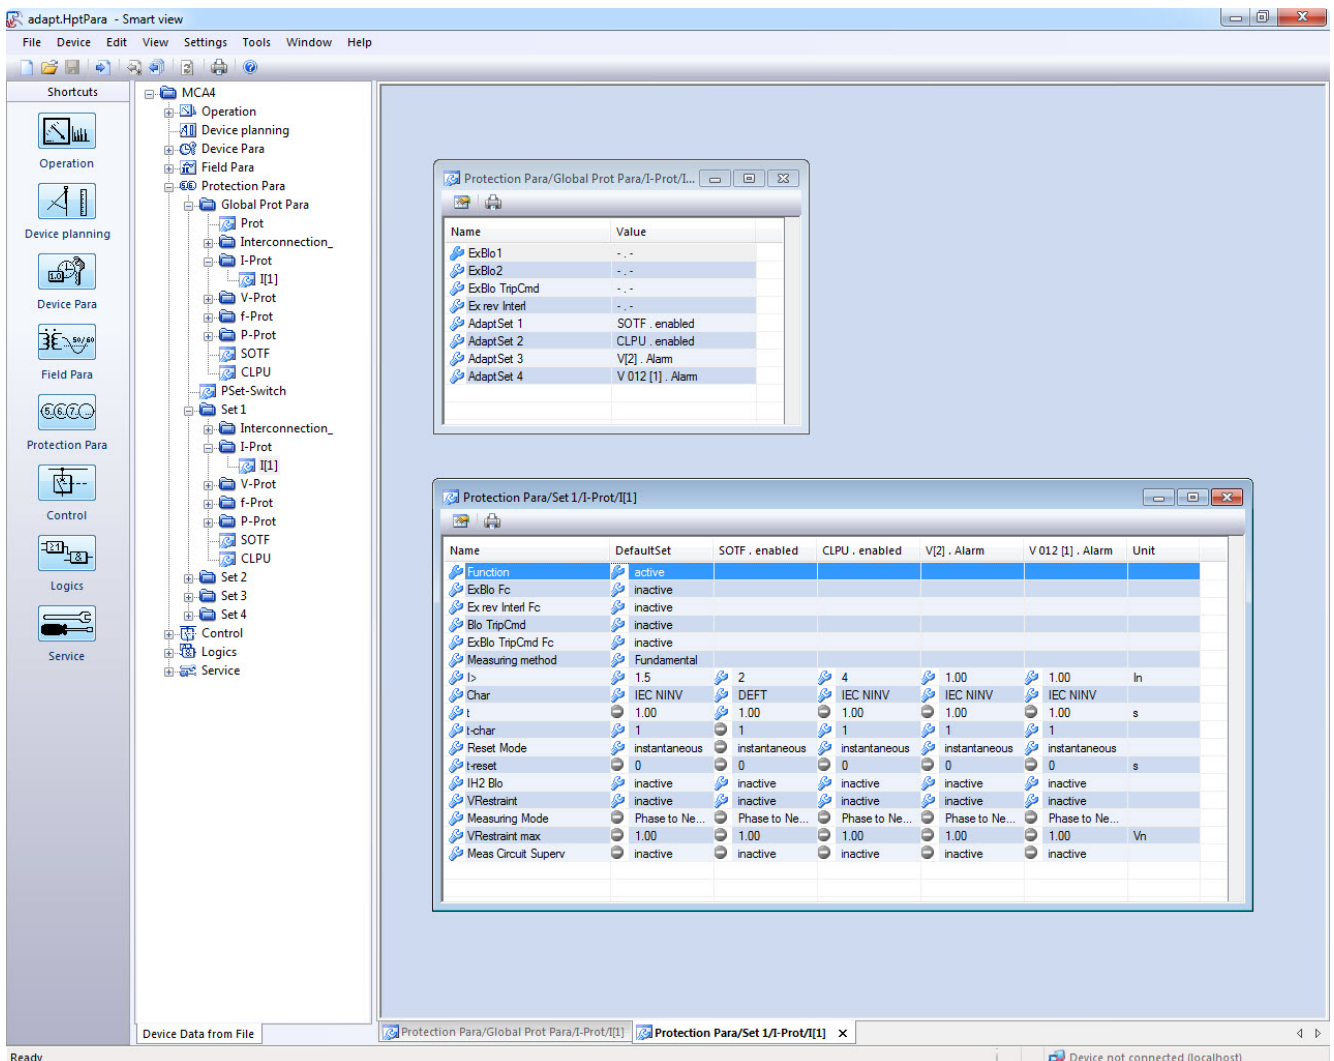 adapt.HptPara - Smart view
File Device Edit View Settings Tools Window Help
Shortcuts
Operation
Device planning
Device Para
Field Para
Protection Para
Control
Logics
Service
MCA4
Operation
Device planning
Device Para
Field Para
Protection Para
Global Prot Para
Prot
Interconnection_
I-Prot
I[1]
V-Prot
f-Prot
P-Prot
SOTF
CLPU
PSet-Switch
Set 1
Interconnection_
I-Prot
I[1]
V-Prot
f-Prot
P-Prot
SOTF
CLPU
Set 2
Set 3
Set 4
Control
Logics
Service
Device Data from File
Protection Para/Global Prot Para/I-Prot/I...
Name Value
ExBlo1 - . -
ExBlo2 - . -
ExBlo TripCmd - . -
Ex rev Interl - . -
AdaptSet 1 SOTF . enabled
AdaptSet 2 CLPU . enabled
AdaptSet 3 V[2] . Alarm
AdaptSet 4 V 012 [1] . Alarm
Protection Para/Set 1/I-Prot/I[1]
Name DefaultSet SOTF . enabled CLPU . enabled V[2] . Alarm V 012 [1] . Alarm Unit
Function active
ExBlo Fc inactive
Ex rev Interl Fc inactive
Blo TripCmd inactive
ExBlo TripCmd Fc inactive
Measuring method Fundamental
I> 1.5 2 4 1.00 1.00 In
Char IEC NINV DEFT IEC NINV IEC NINV IEC NINV
t 1.00 1.00 1.00 1.00 1.00 s
t-char 1 1 1 1 1
Reset Mode instantaneous instantaneous instantaneous instantaneous instantaneous
t-reset 0 0 0 0 0 s
IH2 Blo inactive inactive inactive inactive inactive
VRestraint inactive inactive inactive inactive inactive
Measuring Mode Phase to Ne... Phase to Ne... Phase to Ne... Phase to Ne... Phase to Ne...
VRestraint max 1.00 1.00 1.00 1.00 1.00 Vn
Meas Circuit Superv inactive inactive inactive inactive inactive
Protection Para/Global Prot Para/I-Prot/I[1] Protection Para/Set 1/I-Prot/I[1]
Ready Device not connected (localhost)